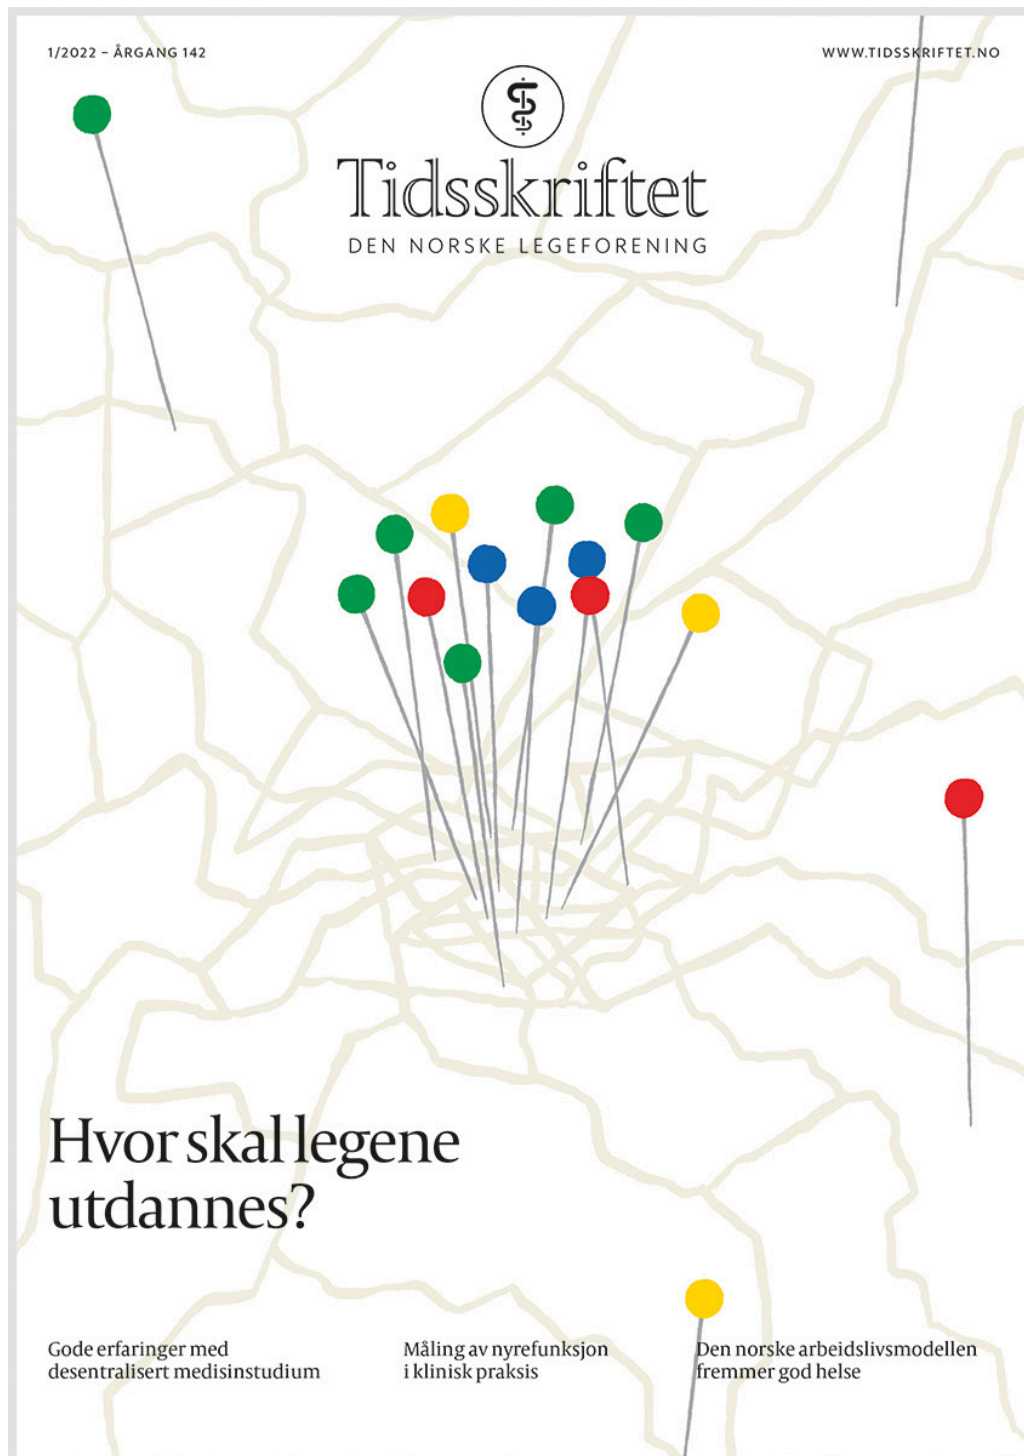 1/2022 – ÅRGANG 142
WWW.TIDSSKRIFTET.NO
Tidsskriftet
DEN NORSKE LEGEFORENING
Hvor skal legene
utdannes?
Gode erfaringer med
desentralisert medisinstudium
Måling av nyrefunksjon
i klinisk praksis
Den norske arbeidslivsmodellen
fremmer god helse